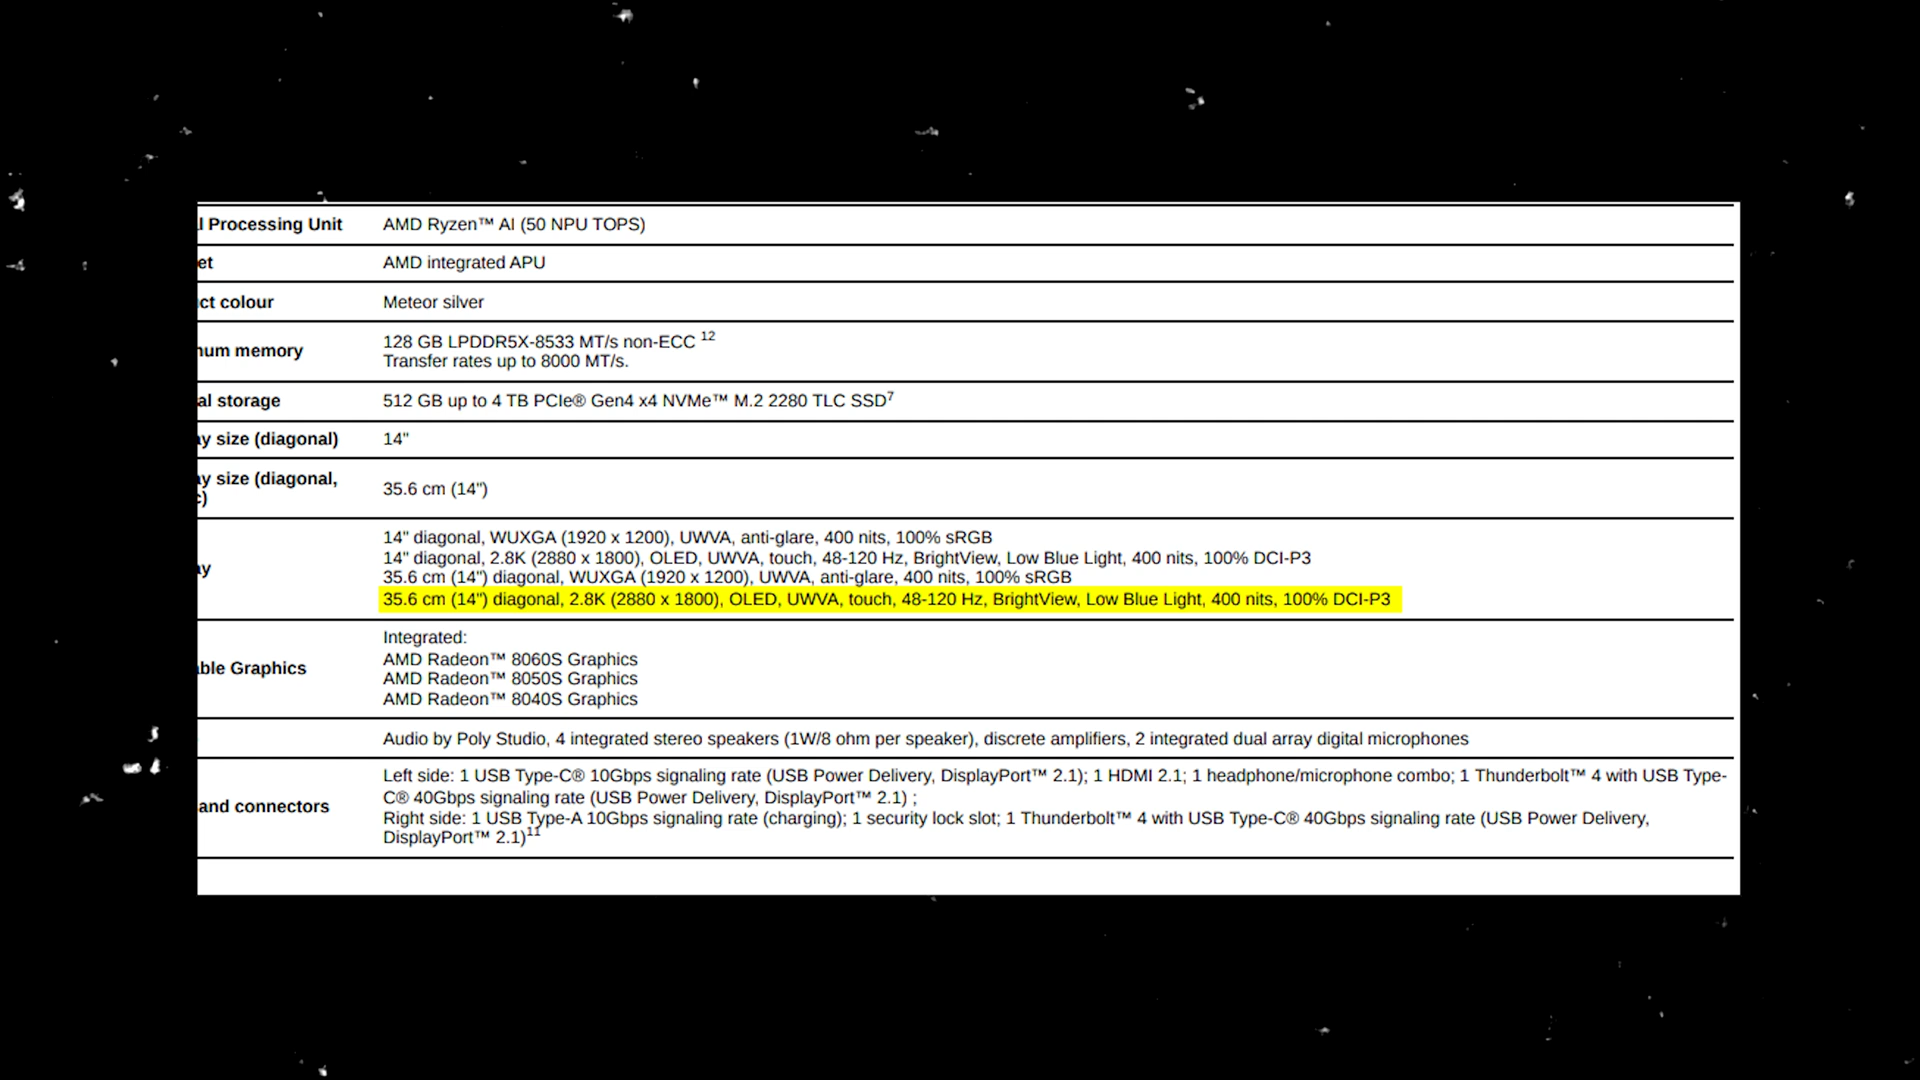 l Processing Unit AMD Ryzen™ AI (50 NPU TOPS)
et AMD integrated APU
ct colour Meteor silver
num memory 128 GB LPDDR5X-8533 MT/s non-ECC 12
Transfer rates up to 8000 MT/s.
al storage 512 GB up to 4 TB PCIe® Gen4 x4 NVMe™ M.2 2280 TLC SSD7
ay size (diagonal) 14"
ay size (diagonal,
c) 35.6 cm (14")
14" diagonal, WUXGA (1920 x 1200), UWVA, anti-glare, 400 nits, 100% sRGB
14" diagonal, 2.8K (2880 x 1800), OLED, UWVA, touch, 48-120 Hz, BrightView, Low Blue Light, 400 nits, 100% DCI-P3
ay
35.6 cm (14") diagonal, WUXGA (1920 x 1200), UWVA, anti-glare, 400 nits, 100% sRGB
35.6 cm (14") diagonal, 2.8K (2880 x 1800), OLED, UWVA, touch, 48-120 Hz, BrightView, Low Blue Light, 400 nits, 100% DCI-P3
Integrated:
AMD Radeon™ 8060S Graphics
able Graphics
AMD Radeon™ 8050S Graphics
AMD Radeon™ 8040S Graphics
Audio by Poly Studio, 4 integrated stereo speakers (1W/8 ohm per speaker), discrete amplifiers, 2 integrated dual array digital microphones
and connectors
Left side: 1 USB Type-C® 10Gbps signaling rate (USB Power Delivery, DisplayPort™ 2.1); 1 HDMI 2.1; 1 headphone/microphone combo; 1 Thunderbolt™ 4 with USB Type-
C® 40Gbps signaling rate (USB Power Delivery, DisplayPort™ 2.1) ;
Right side: 1 USB Type-A 10Gbps signaling rate (charging); 1 security lock slot; 1 Thunderbolt™ 4 with USB Type-C® 40Gbps signaling rate (USB Power Delivery,
DisplayPort™ 2.1)11